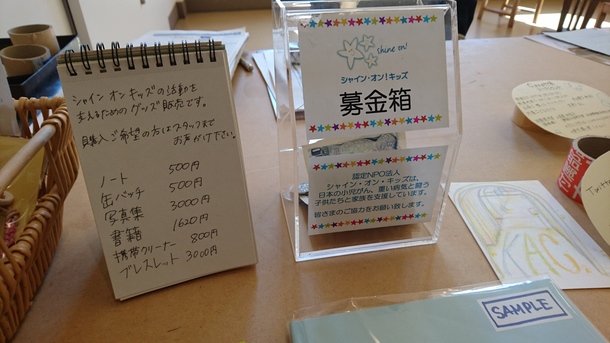 シャイン オン キッズの活動を
支えるための グッズ販売です。
購入ご希望の方はスタッフまで
お声がけ下さい。
ノート 500円
缶バッチ 500円
写真集 3000円
書籍 1620円
携帯クリーナー 800円
ブレスレット 3000円
shine on!
シャイン・オン!キッズ
募金箱
認定NPO法人
シャイン・オン・キッズは、
日本の小児がん、重い病気と闘う
子供たちと家族を支援しています。
皆さまのご協力をお願い致します。
KAC.
SAMPLE